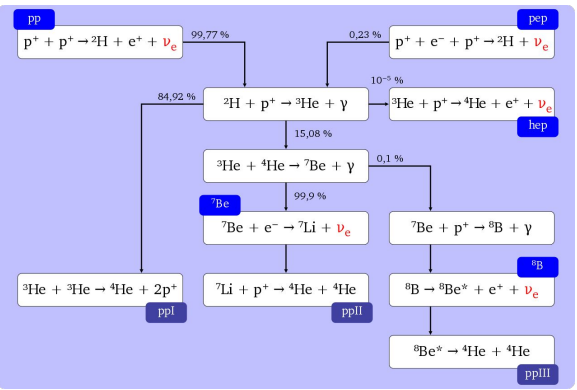 pp
pep
p⁺ + p⁺ → ²H + e⁺ + νₑ
99,77 %
0,23 %
p⁺ + e⁻ + p⁺ → ²H + νₑ
84,92 %
²H + p⁺ → ³He + γ
10⁻⁵ %
³He + p⁺ → ⁴He + e⁺ + νₑ
hep
15,08 %
³He + ⁴He → ⁷Be + γ
0,1 %
99,9 %
⁷Be
⁷Be + e⁻ → ⁷Li + νₑ
⁷Be + p⁺ → ⁸B + γ
⁸B
³He + ³He → ⁴He + 2p⁺
ppI
⁷Li + p⁺ → ⁴He + ⁴He
ppII
⁸B → ⁸Be* + e⁺ + νₑ
⁸Be* → ⁴He + ⁴He
ppIII